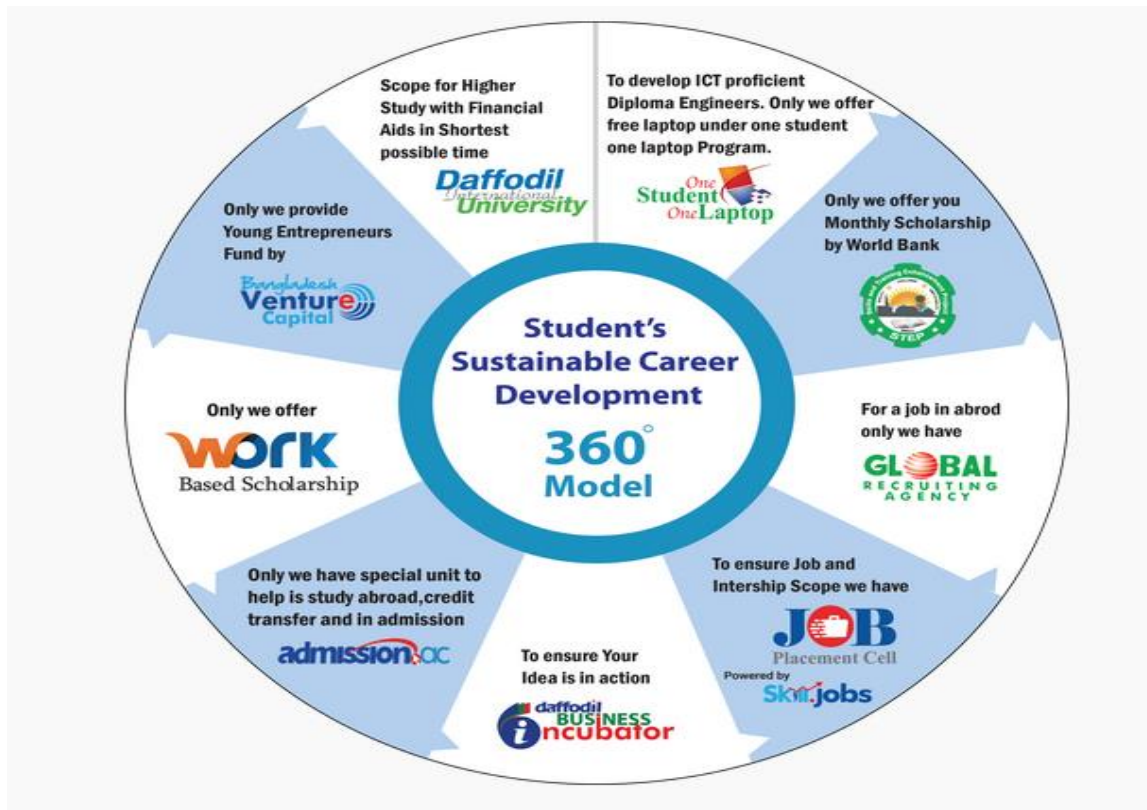 Scope for Higher
Study with Financial
Aids in Shortest
possible time
Daffodil
International
University
To develop ICT proficient
Diploma Engineers. Only we offer
free laptop under one student
one laptop Program.
One
Student
One Laptop
Only we offer you
Monthly Scholarship
by World Bank
STEP
For a job in abrod
only we have
GLOBAL
RECRUITING
AGENCY
To ensure Job and
Intership Scope we have
JOB
Placement Cell
Powered by
Skill.jobs
To ensure Your
Idea is in action
daffodil
BUSINESS
incubator
Only we have special unit to
help is study abroad,credit
transfer and in admission
admission.ac
Only we offer
work
Based Scholarship
Only we provide
Young Entrepreneurs
Fund by
Bangladesh
Venture
Capital
Student's
Sustainable Career
Development
360°
Model